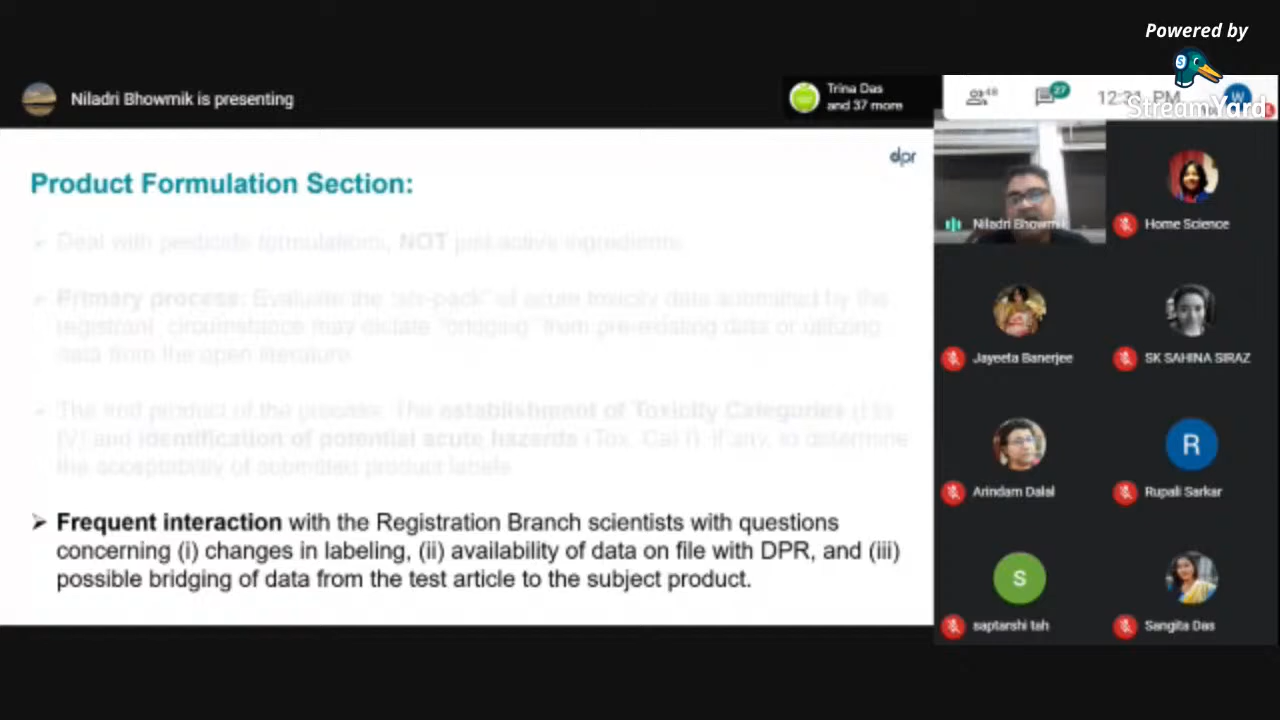 Powered by
StreamYard
Niladri Bhowmik is presenting
Trina Das
and 37 more
48
27
PM
W
dpr
Product Formulation Section:
Deal with pesticide formulations, NOT just active ingredients.
Primary process: Evaluate the "six-pack" of acute toxicity data submitted by the
registrant, circumstance may dictate "bridging" from pre-existing data or utilizing
data from the open literature.
The end product of the process: The establishment of Toxicity Categories (I to
IV) and identification of potential acute hazards (Tox. Cat I), if any, to determine
the acceptability of submitted product labels.
➤ Frequent interaction with the Registration Branch scientists with questions
concerning (i) changes in labeling, (ii) availability of data on file with DPR, and (iii)
possible bridging of data from the test article to the subject product.
Niladri Bhowmik
Home Science
Jayeeta Banerjee
SK SAHINA SIRAZ
Arindam Dalal
R
Rupali Sarkar
S
saptarshi tah
Sangita Das